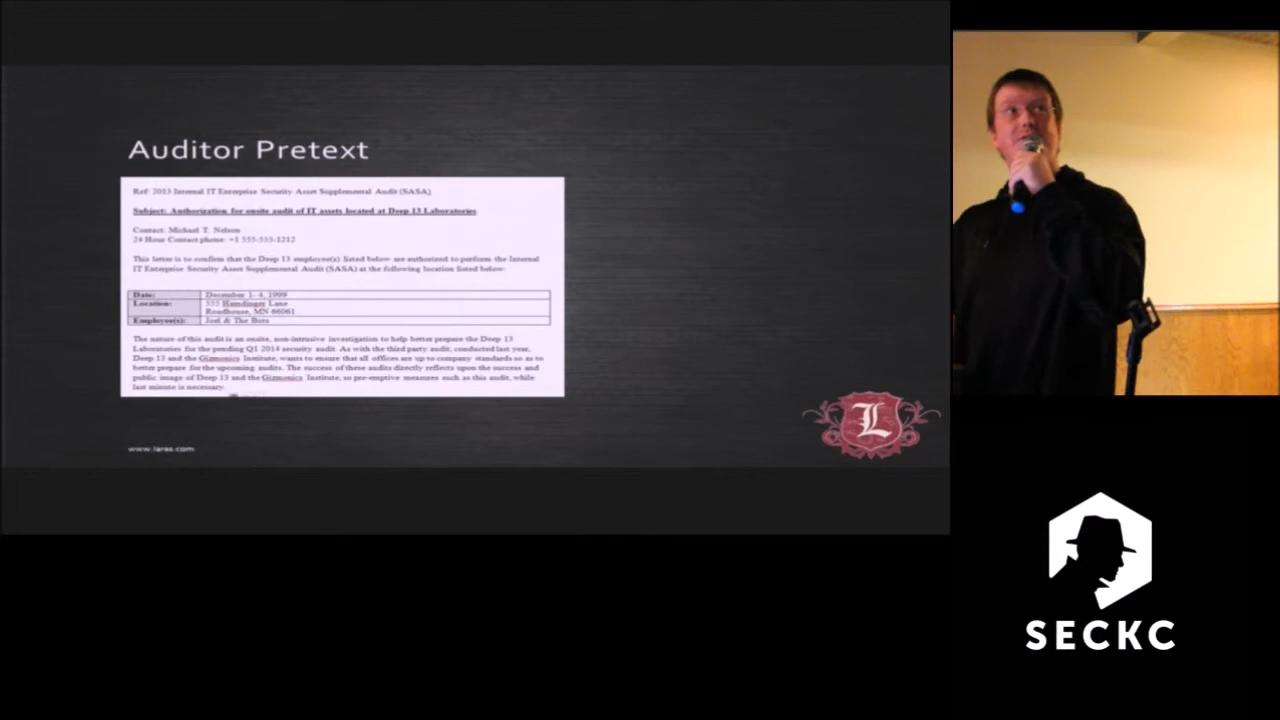 Auditor Pretext
Ref: 2013 Internal IT Enterprise Security Asset Supplemental Audit (SASA)
Subject: Authorization for onsite audit of IT assets located at Deep 13 Laboratories
Contact: Michael T. Nelson
24 Hour Contact phone: +1 555-555-1212
This letter is to confirm that the Deep 13 employee(s) listed below are authorized to perform the Internal
IT Enterprise Security Asset Supplemental Audit (SASA) at the following location listed below:
Date: December 1- 4, 1999
Location: 555 Hamdinger Lane
Roadhouse, MN 66061
Employee(s): Joel & The Bots
The nature of this audit is an onsite, non-intrusive investigation to help better prepare the Deep 13
Laboratories for the pending Q1 2014 security audit. As with the third party audit, conducted last year,
Deep 13 and the Gizmonics Institute, wants to ensure that all offices are up to company standards so as to
better prepare for the upcoming audits. The success of these audits directly reflects upon the success and
public image of Deep 13 and the Gizmonics Institute, so pre-emptive measures such as this audit, while
last minute is necessary.
www.lares.com
L
SECKC